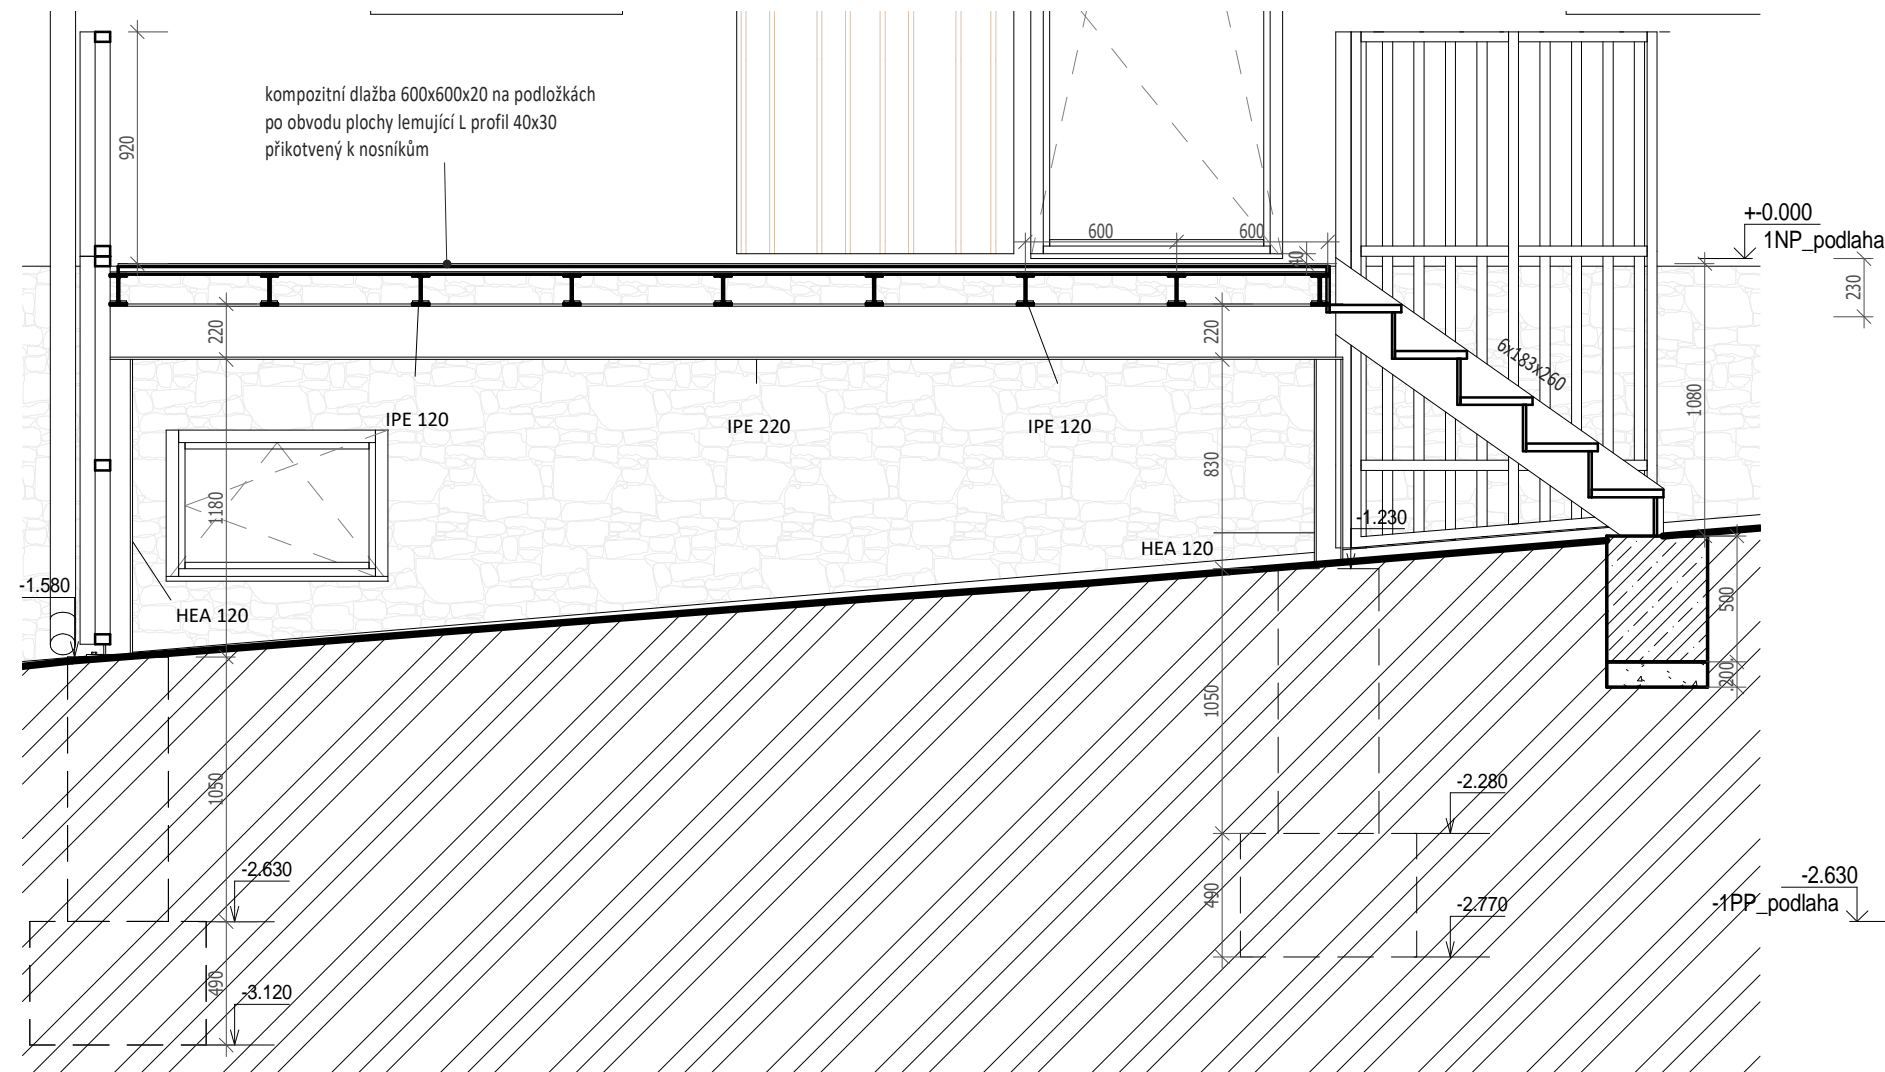 920
kompozitní dlažba 600x600x20 na podložkách
po obvodu plochy lemující L profil 40x30
přikotvený k nosníkům
600
600
40
+-0.000
1NP_podlaha
230
220
220
6x183x260
1080
IPE 120
IPE 220
IPE 120
830
1180
-1.230
HEA 120
-1.580
HEA 120
500
200
1050
1050
-2.280
-2.630
490
-2.770
-2.630
-1PP_podlaha
490
-3.120